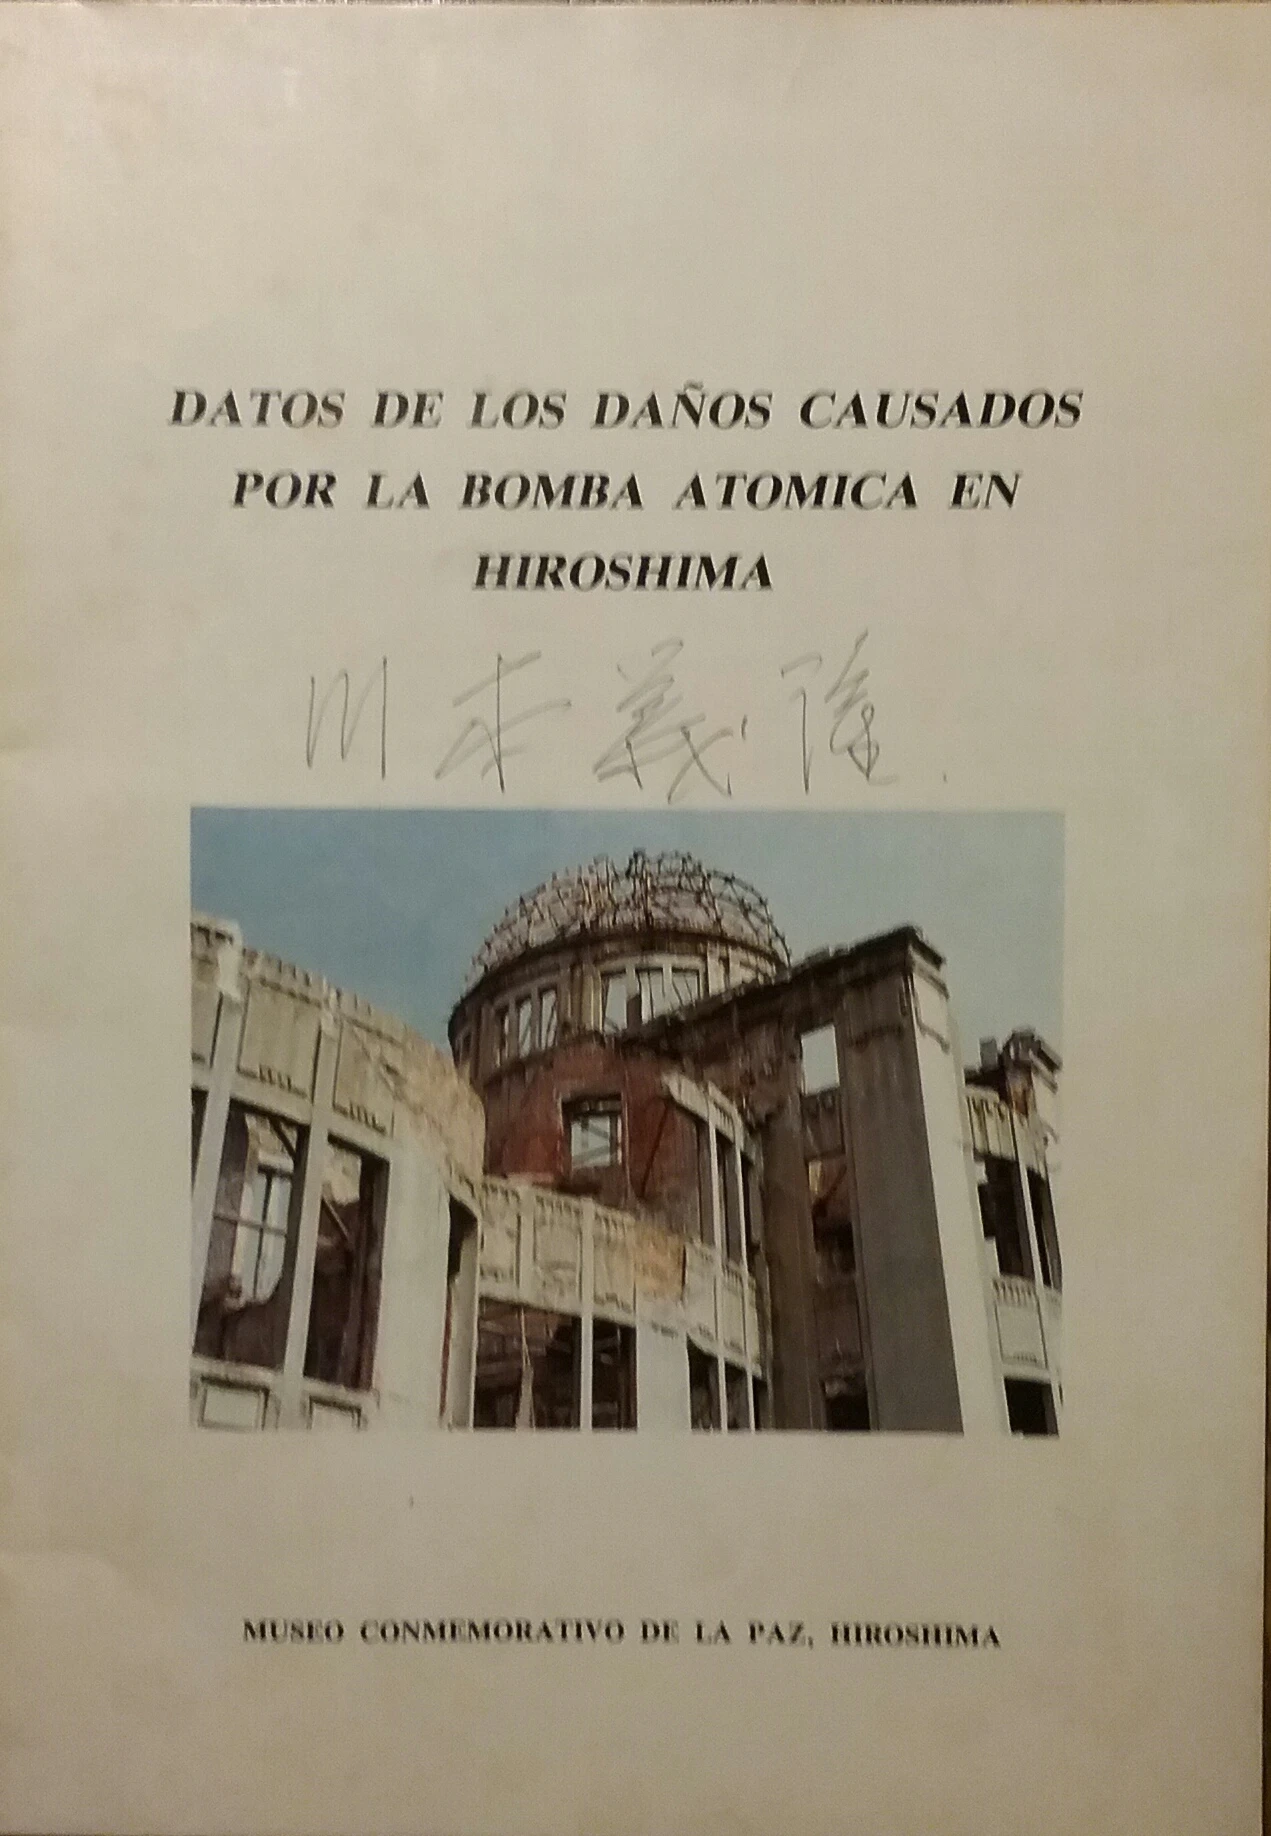 DATOS DE LOS DAÑOS CAUSADOS
POR LA BOMBA ATOMICA EN
HIROSHIMA
川本義隆
MUSEO CONMEMORATIVO DE LA PAZ, HIROSHIMA